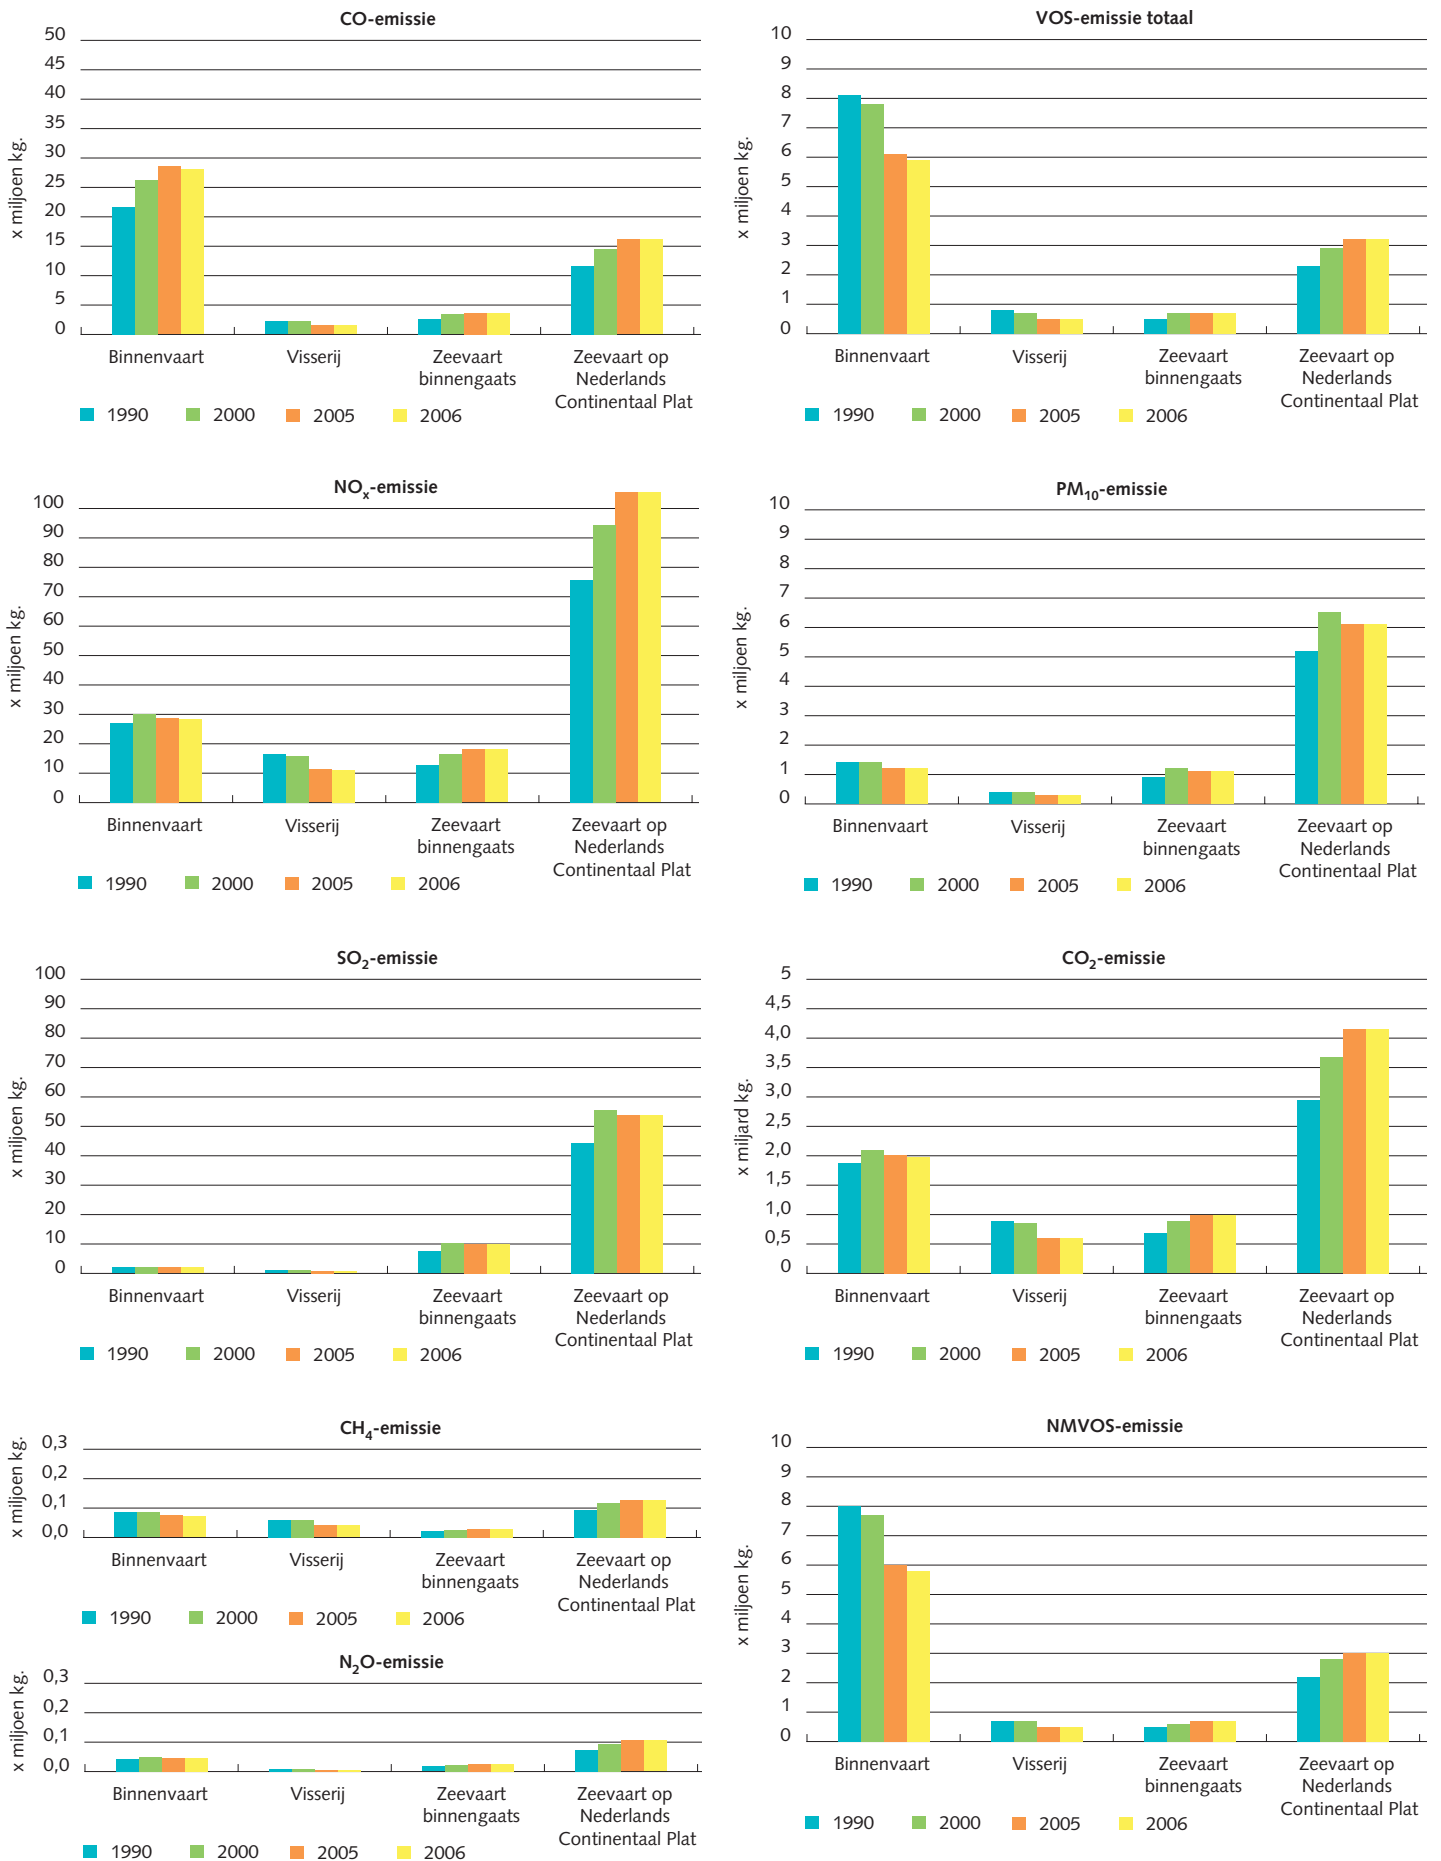 CO-emissie
x miljoen kg.
50
45
40
35
30
25
20
15
10
5
0
Binnenvaart
Visserij
Zeevaart
binnengaats
Zeevaart op
Nederlands
Continentaal Plat
1990 2000 2005 2006
VOS-emissie totaal
x miljoen kg.
10
9
8
7
6
5
4
3
2
1
0
Binnenvaart
Visserij
Zeevaart
binnengaats
Zeevaart op
Nederlands
Continentaal Plat
1990 2000 2005 2006
NOx-emissie
x miljoen kg.
100
90
80
70
60
50
40
30
20
10
0
Binnenvaart
Visserij
Zeevaart
binnengaats
Zeevaart op
Nederlands
Continentaal Plat
1990 2000 2005 2006
PM10-emissie
x miljoen kg.
10
9
8
7
6
5
4
3
2
1
0
Binnenvaart
Visserij
Zeevaart
binnengaats
Zeevaart op
Nederlands
Continentaal Plat
1990 2000 2005 2006
SO2-emissie
x miljoen kg.
100
90
80
70
60
50
40
30
20
10
0
Binnenvaart
Visserij
Zeevaart
binnengaats
Zeevaart op
Nederlands
Continentaal Plat
1990 2000 2005 2006
CO2-emissie
x miljard kg.
5
4,5
4,0
3,5
3,0
2,5
2,0
1,5
1,0
0,5
0
Binnenvaart
Visserij
Zeevaart
binnengaats
Zeevaart op
Nederlands
Continentaal Plat
1990 2000 2005 2006
CH4-emissie
x miljoen kg.
0,3
0,2
0,1
0,0
Binnenvaart
Visserij
Zeevaart
binnengaats
Zeevaart op
Nederlands
Continentaal Plat
1990 2000 2005 2006
NMVOS-emissie
x miljoen kg.
10
9
8
7
6
5
4
3
2
1
0
Binnenvaart
Visserij
Zeevaart
binnengaats
Zeevaart op
Nederlands
Continentaal Plat
1990 2000 2005 2006
N2O-emissie
x miljoen kg.
0,3
0,2
0,1
0,0
Binnenvaart
Visserij
Zeevaart
binnengaats
Zeevaart op
Nederlands
Continentaal Plat
1990 2000 2005 2006